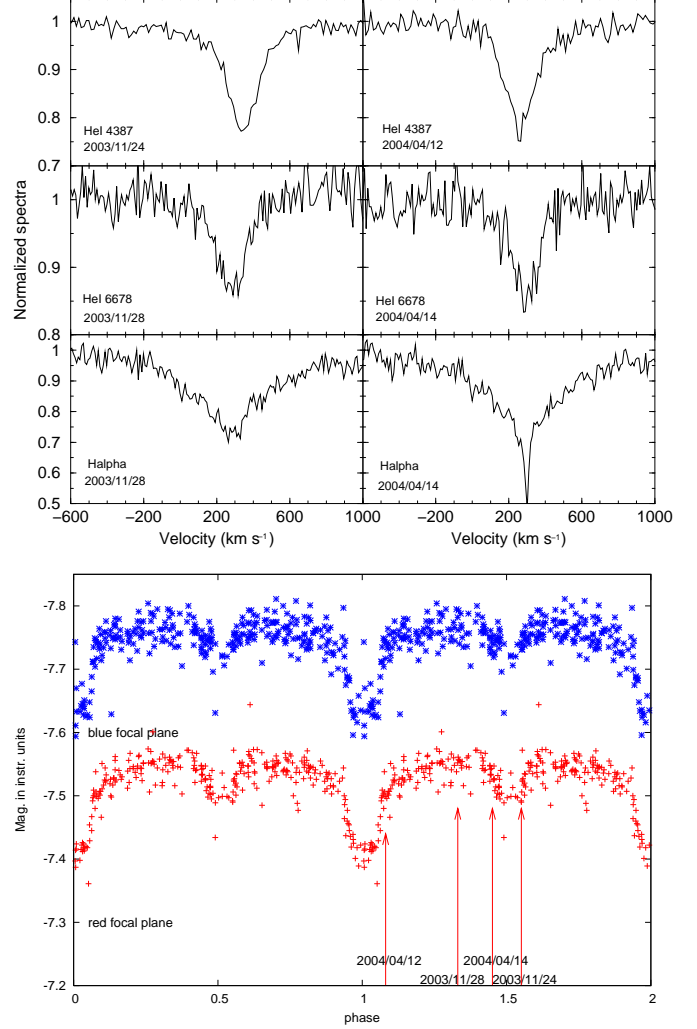 1
0.9
0.8
0.7
HeI 4387
2003/11/24
HeI 4387
2004/04/12
Normalized spectra
1
0.9
0.8
HeI 6678
2003/11/28
HeI 6678
2004/04/14
1
0.9
0.8
0.7
0.6
0.5
Halpha
2003/11/28
Halpha
2004/04/14
−600 −200 200 600 1000 −200 200 600 1000
Velocity (km s⁻¹) Velocity (km s⁻¹)
-7.8
-7.7
-7.6
-7.5
-7.4
-7.3
-7.2
Mag. in instr. units
blue focal plane
red focal plane
2004/04/12 2004/04/14
2003/11/28 2003/11/24
0 0.5 1 1.5 2
phase